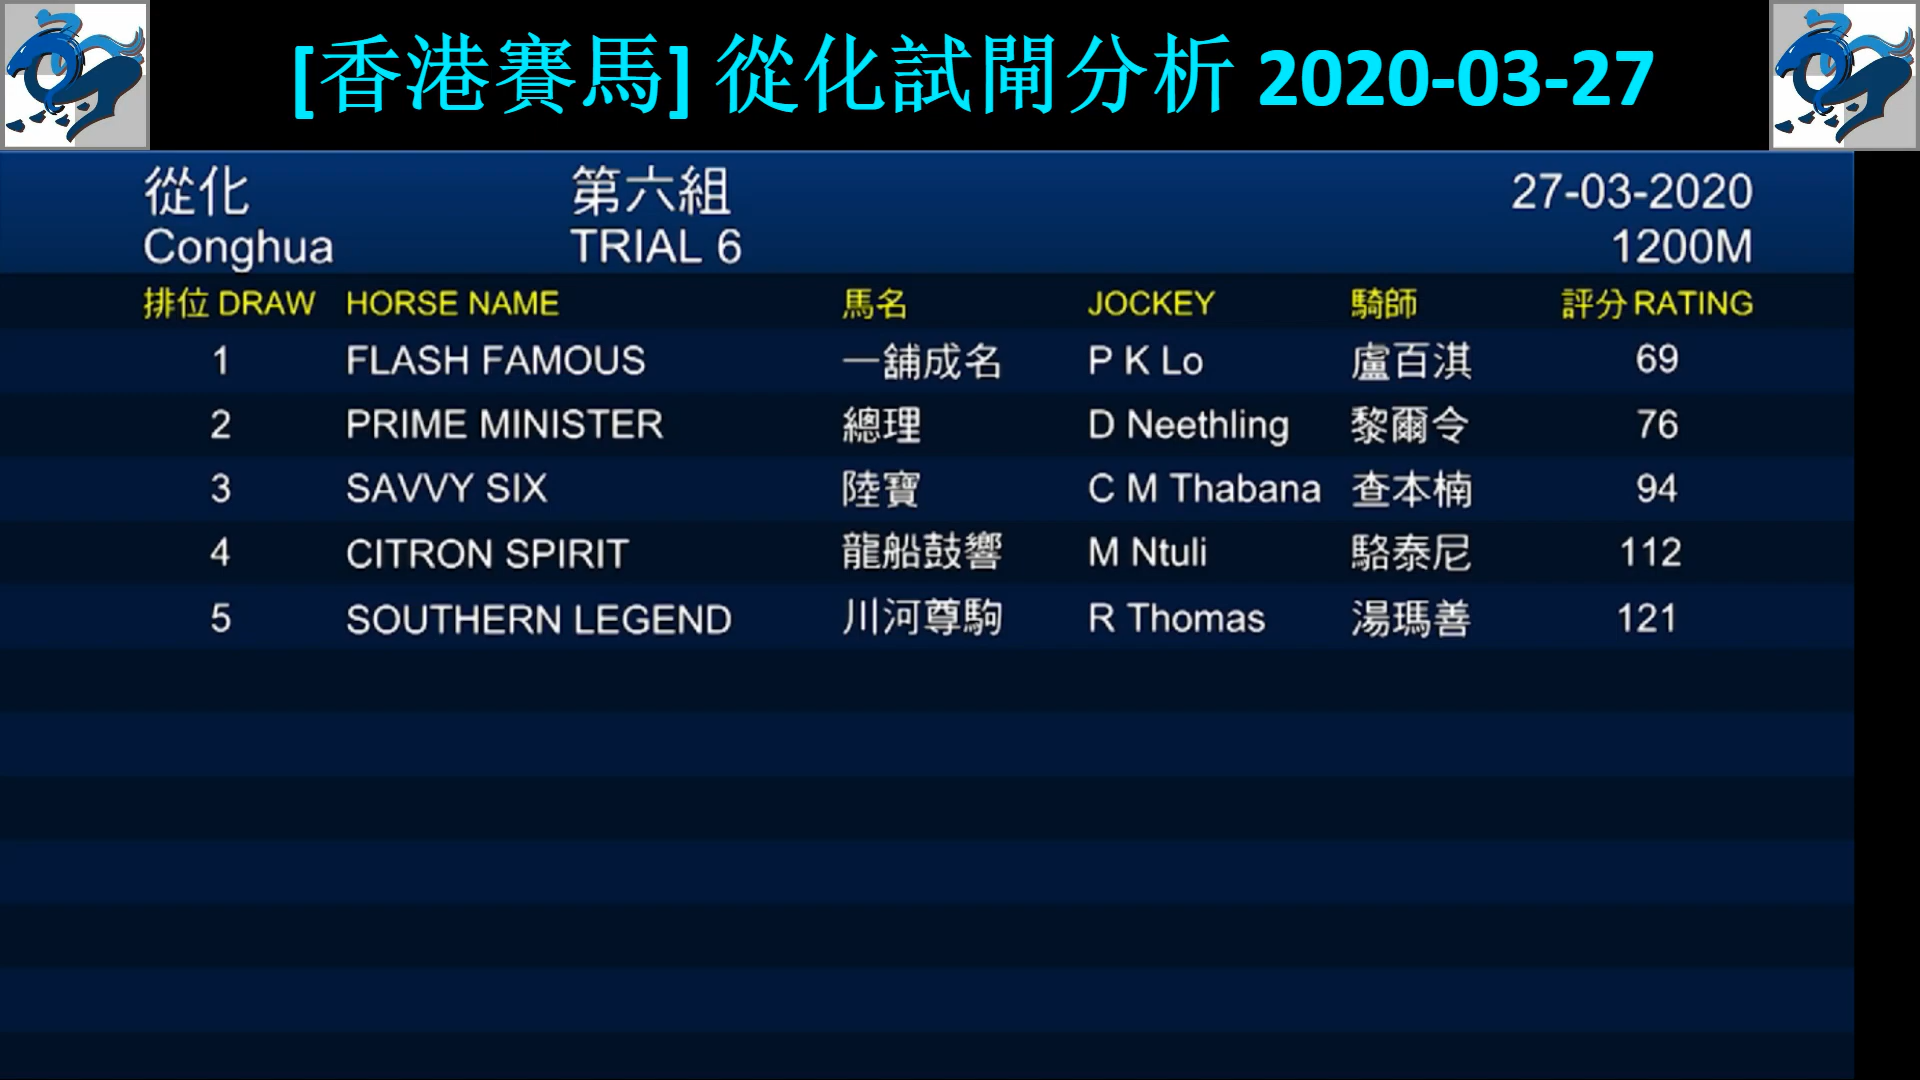 [香港賽馬] 從化試閘分析 2020-03-27
從化 第六組 27-03-2020
Conghua TRIAL 6 1200M
排位 DRAW HORSE NAME 馬名 JOCKEY 騎師 評分 RATING
1 FLASH FAMOUS 一舖成名 P K Lo 盧百淇 69
2 PRIME MINISTER 總理 D Neethling 黎爾令 76
3 SAVVY SIX 陸寶 C M Thabana 查本楠 94
4 CITRON SPIRIT 龍船鼓響 M Ntuli 駱泰尼 112
5 SOUTHERN LEGEND 川河尊駒 R Thomas 湯瑪善 121